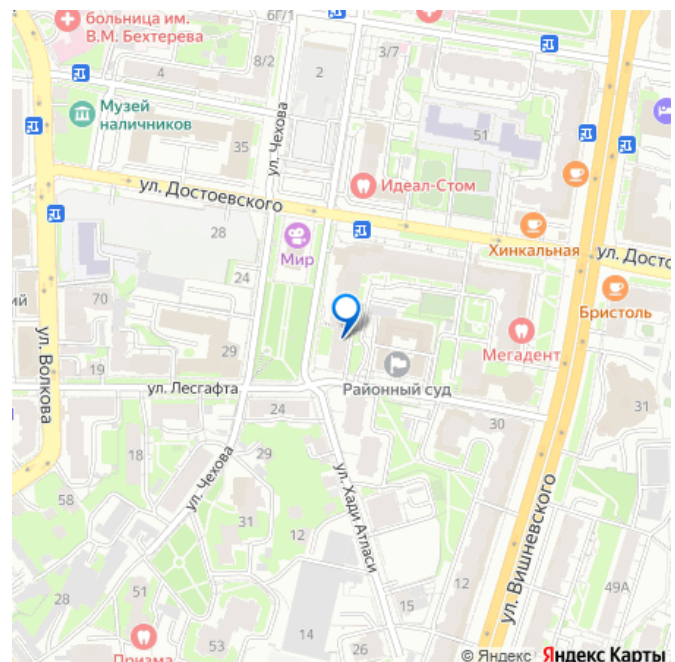 больница им.
В.М. Бехтерева
6Г/1
8/2
4
2
3/7
Музей
наличников
35
ул. Чехова
51
Идеал-Стом
ул. Достоевского
28
Мир
Хинкальная
ул. Досто
24
70
ий
ул. Волкова
29
19
Бристоль
Мегадент
Районный суд
ул. Лесгафта
24
30
31
18
29
ул. Чехова
ул. Хади Атласи
58
31
12
ул. Вишневского
49А
28
51
53
14
15
26
12
Призма
© Яндекс Яндекс Карты